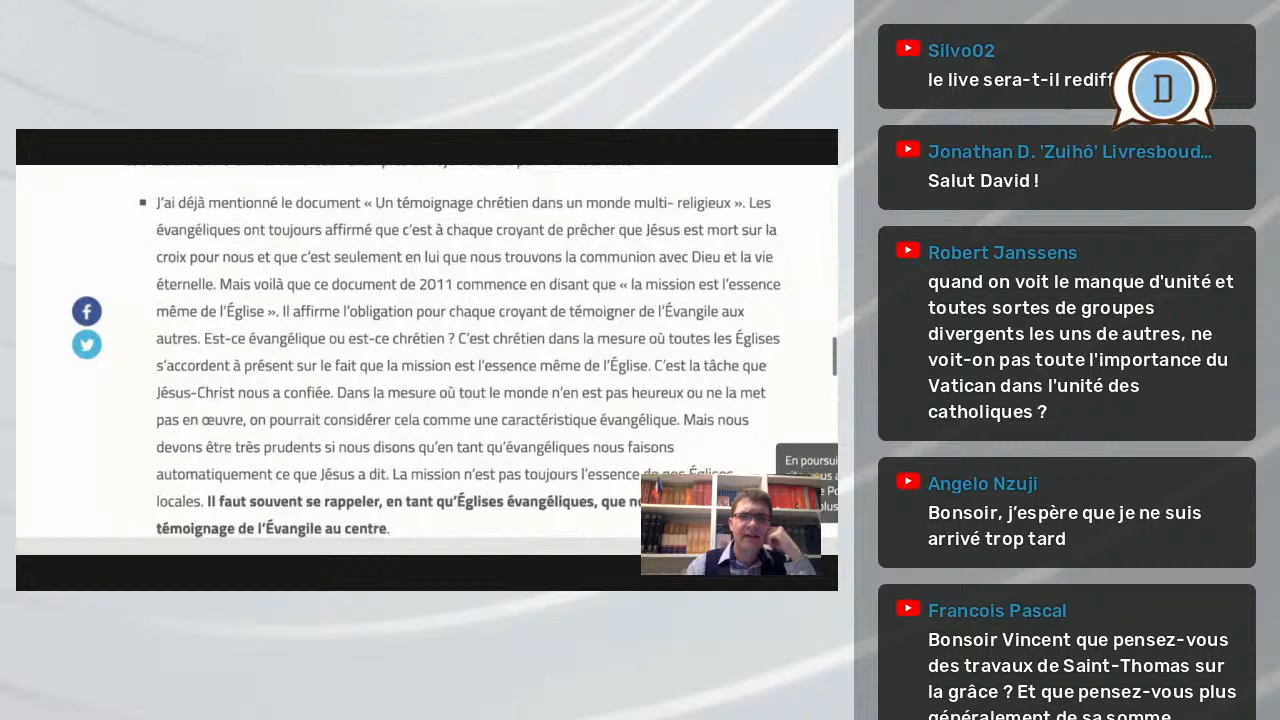 J'ai déjà mentionné le document « Un témoignage chrétien dans un monde multi- religieux ». Les
évangéliques ont toujours affirmé que c'est à chaque croyant de prêcher que Jésus est mort sur la
croix pour nous et que c'est seulement en lui que nous trouvons la communion avec Dieu et la vie
éternelle. Mais voilà que ce document de 2011 commence en disant que « la mission est l'essence
même de l'Église ». Il affirme l'obligation pour chaque croyant de témoigner de l'Évangile aux
autres. Est-ce évangélique ou est-ce chrétien ? C'est chrétien dans la mesure où toutes les Églises
s'accordent à présent sur le fait que la mission est l'essence même de l'Église. C'est la tâche que
Jésus-Christ nous a confiée. Dans la mesure où tout le monde n'en est pas heureux ou ne la met
pas en œuvre, on pourrait considérer cela comme une caractéristique évangélique. Mais nous
devons être très prudents si nous disons qu'en tant qu'évangéliques nous faisons
automatiquement ce que Jésus a dit. La mission n'est pas toujours l'essence de nos Églises
locales. Il faut souvent se rappeler, en tant qu'Églises évangéliques, que
témoignage de l'Évangile au centre.
En poursui
Silvo02
le live sera-t-il
D
Jonathan D. 'Zuihô' Livresboud...
Salut David !
Robert Janssens
quand on voit le manque d'unité et
toutes sortes de groupes
divergents les uns de autres, ne
voit-on pas toute l'importance du
Vatican dans l'unité des
catholiques ?
Angelo Nzuji
Bonsoir, j'espère que je ne suis
arrivé trop tard
Francois Pascal
Bonsoir Vincent que pensez-vous
des travaux de Saint-Thomas sur
la grâce ? Et que pensez-vous plus
généralement de sa somme